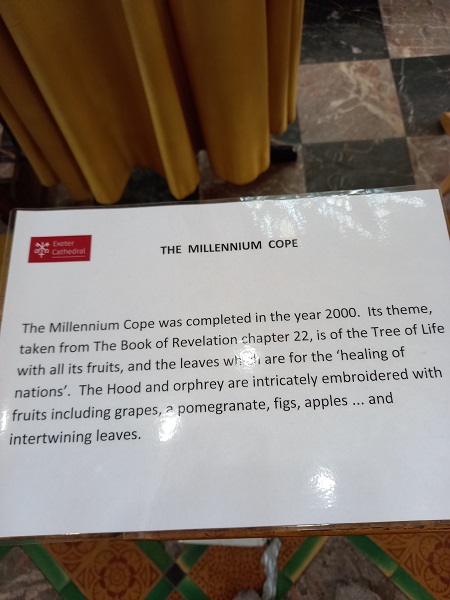 Exeter
Cathedral
THE MILLENNIUM COPE
The Millennium Cope was completed in the year 2000. Its theme,
taken from The Book of Revelation chapter 22, is of the Tree of Life
with all its fruits, and the leaves which are for the ‘healing of
nations’. The Hood and orphrey are intricately embroidered with
fruits including grapes, a pomegranate, figs, apples ... and
intertwining leaves.